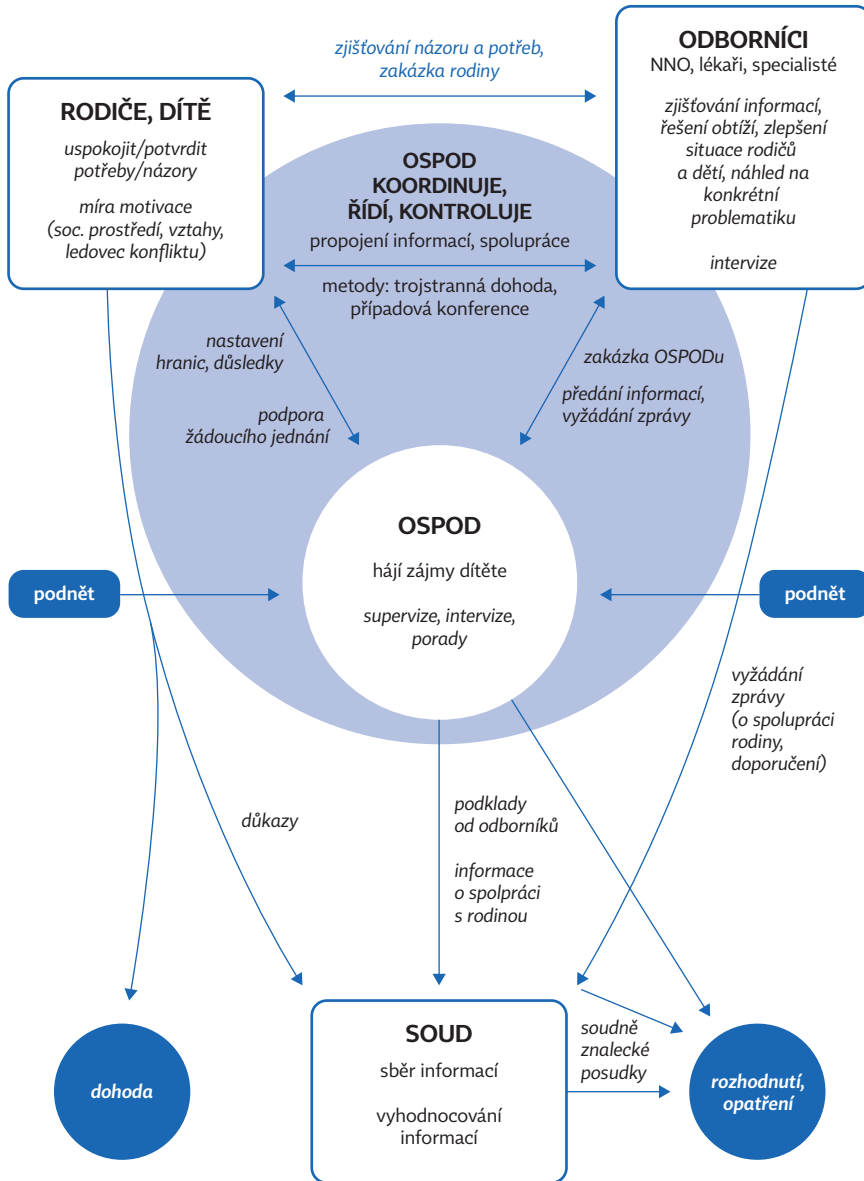 zjišťování názoru a potřeb,
zakázka rodiny
RODIČE, DÍTĚ
uspokojit/potvrdit
potřeby/názory
míra motivace
(soc. prostředí, vztahy,
ledovec konfliktu)
ODBORNÍCI
NNO, lékaři, specialisté
zjišťování informací,
řešení obtíží, zlepšení
situace rodičů
a dětí, náhled na
konkrétní
problematiku
intervize
OSPOD
KOORDINUJE,
ŘÍDÍ, KONTROLUJE
propojení informací, spolupráce
metody: trojstranná dohoda,
případová konference
nastavení
hranic, důsledky
podpora
žádoucího jednání
zakázka OSPODu
předání informací,
vyžádání zprávy
OSPOD
hájí zájmy dítěte
supervize, intervize,
porady
podnět
podnět
vyžádání
zprávy
(o spolupráci
rodiny,
doporučení)
důkazy
podklady
od odborníků
informace
o spolpráci
s rodinou
dohoda
SOUD
sběr informací
vyhodnocování
informací
soudně
znalecké
posudky
rozhodnutí,
opatření